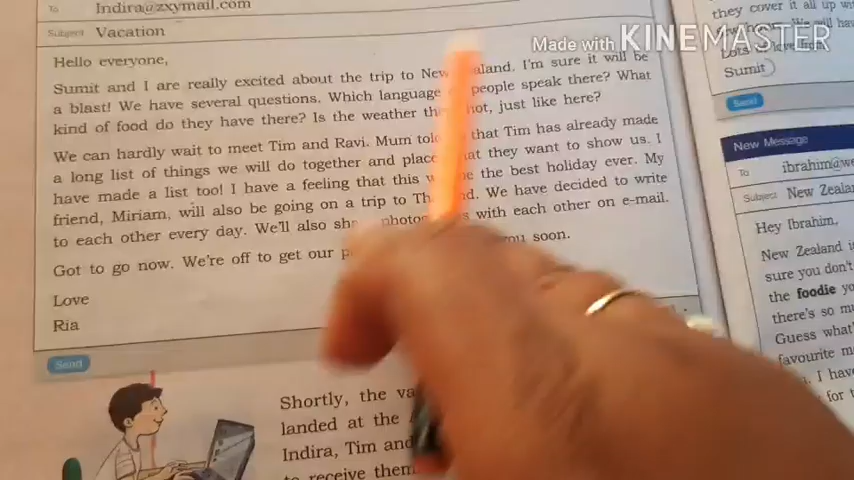 To Indira@zxymail.com
Subject Vacation
Hello everyone,
Sumit and I are really excited about the trip to New I'm sure it will be
a blast! We have several questions. Which language people speak there? What
kind of food do they have there? Is the weather hot, just like here?
We can hardly wait to meet Tim and Ravi. Mum that Tim has already made
a long list of things we will do together and that they want to show us. I
have made a list too! I have a feeling that this the best holiday ever. My
friend, Miriam, will also be going on a trip to We have decided to write
to each other every day. We'll also with each other on e-mail.
Got to go now. We're off to get our you soon.
Love
Ria
Send
Shortly, the
landed at the
Indira, Tim and
to receive them
they cover it all up
Lots of love from
Sumit
Send
New Message
To ibrahim@
Subject New
Hey Ibrahim,
New Zealand
sure you don't
the foodie
there's so
Guess what
favourite
I have
for
Made with KINEMASTER